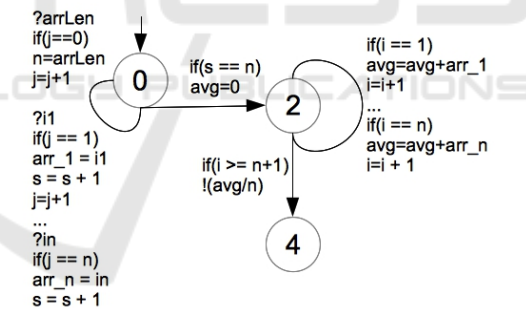 ?arrLen
if(j==0)
n=arrLen
j=j+1
0
?i1
if(j == 1)
arr_1 = i1
s = s + 1
j=j+1
...
?in
if(j == n)
arr_n = in
s = s + 1
if(s == n)
avg=0
2
if(i == 1)
avg=avg+arr_1
i=i+1
...
if(i == n)
avg=avg+arr_n
i=i + 1
if(i >= n+1)
!(avg/n)
4